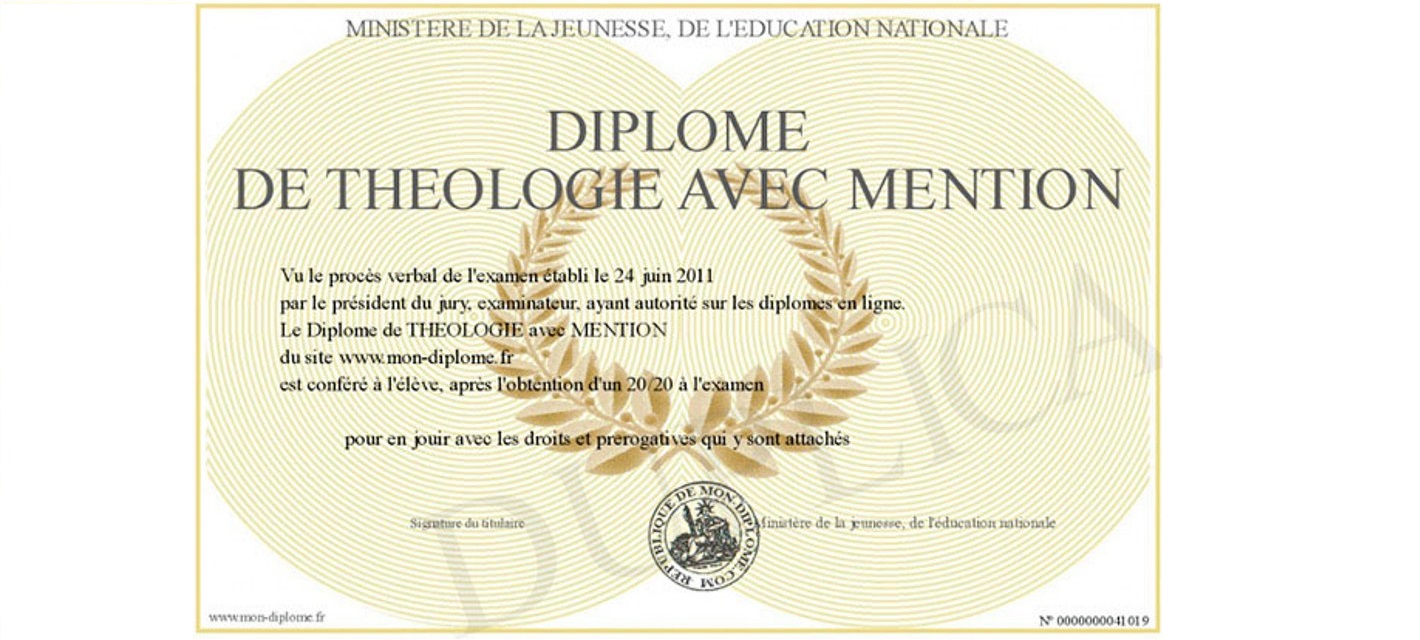 MINISTERE DE LA JEUNESSE, DE L'EDUCATION NATIONALE
DIPLOME
DE THEOLOGIE AVEC MENTION
Vu le procès verbal de l'examen établi le 24 juin 2011
par le président du jury, examinateur, ayant autorité sur les diplomes en ligne.
Le Diplome de THEOLOGIE avec MENTION
du site www.mon-diplome.fr
est conféré à l'élève, après l'obtention d'un 20/20 à l'examen
pour en jouir avec les droits et prerogatives qui y sont attachés
DUPLICA
Signature du titulaire
REPUBLIQUE DE MON-DIPLOME.COM
Ministère de la jeunesse, de l'éducation nationale
www.mon-diplome.fr
N° 0000000041019